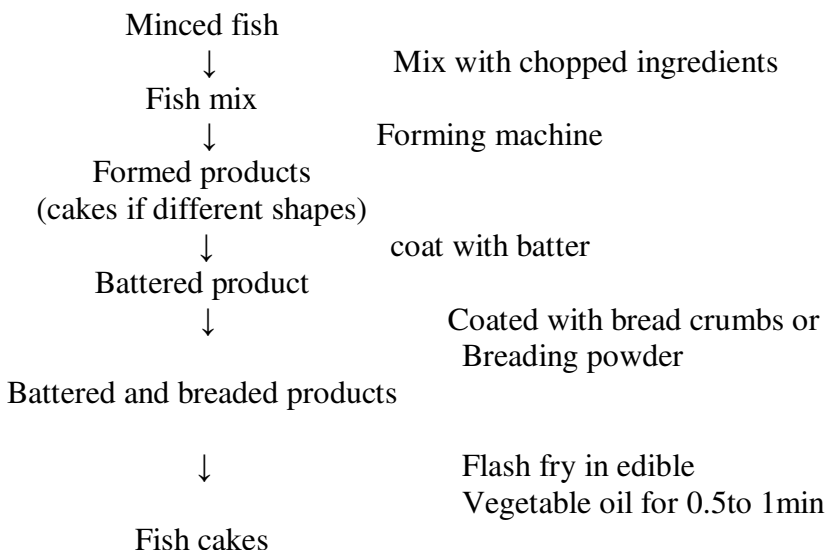 Minced fish
↓ Mix with chopped ingredients
Fish mix
↓ Forming machine
Formed products
(cakes if different shapes)
↓ coat with batter
Battered product
↓ Coated with bread crumbs or
Breading powder
Battered and breaded products
↓ Flash fry in edible
Vegetable oil for 0.5to 1min
Fish cakes